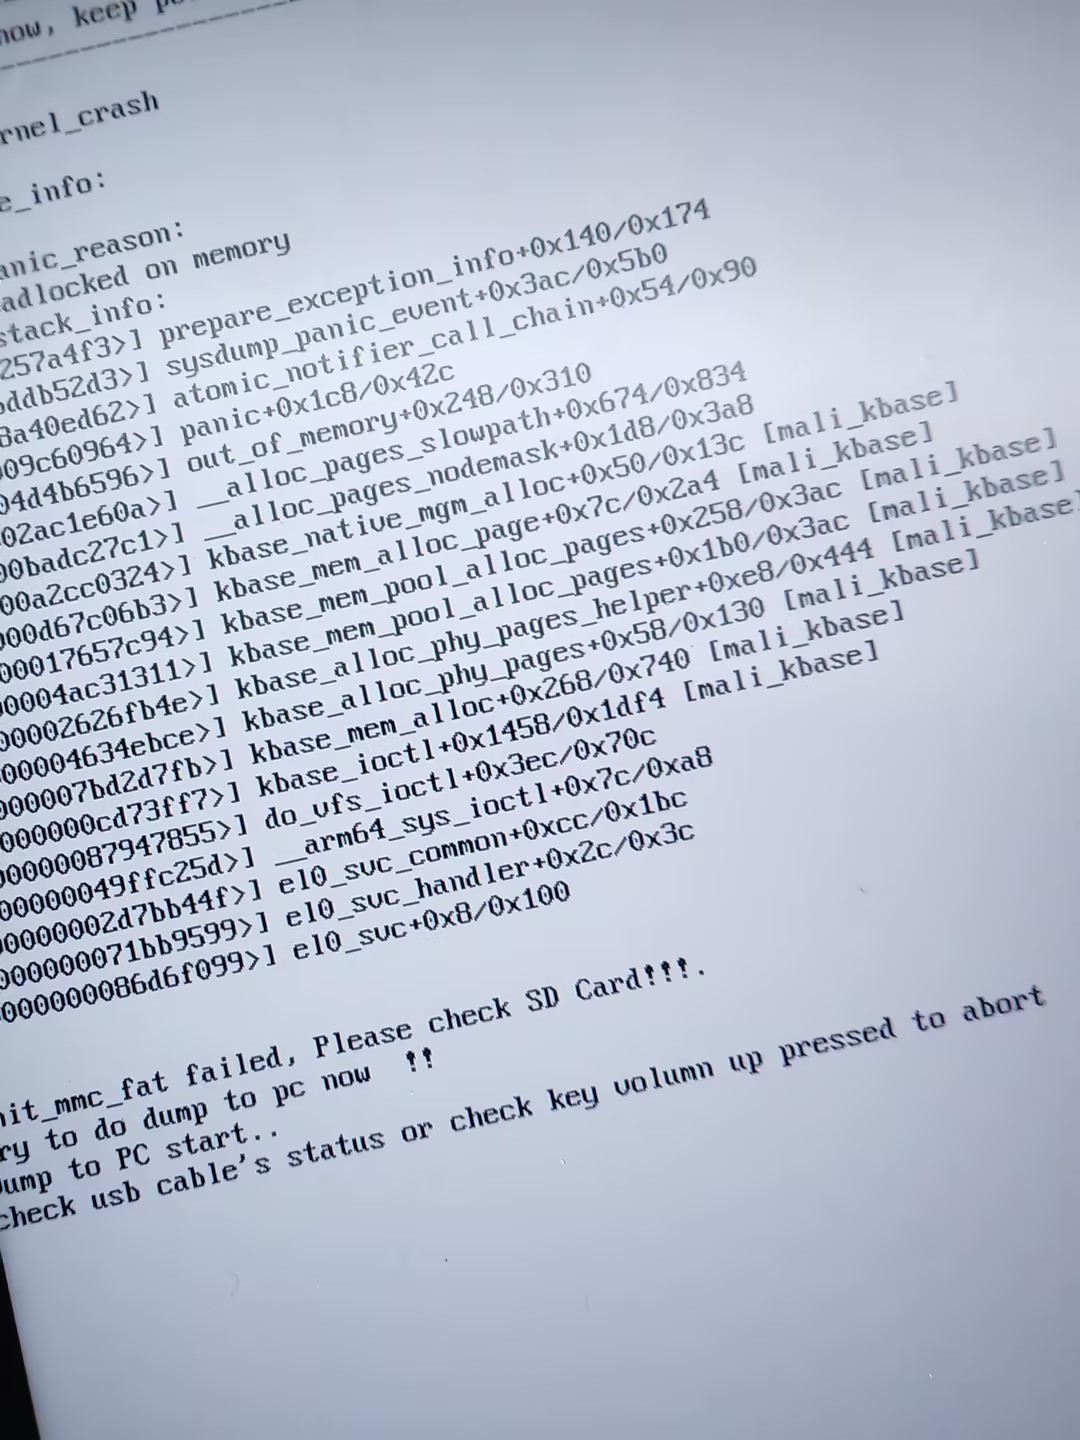 now, keep p
--------------------
rnel_crash
e_info:
anic_reason:
adlocked on memory
stack_info:
257a4f3>] prepare_exception_info+0x140/0x174
ddb52d3>] sysdump_panic_event+0x3ac/0x5b0
8a40ed62>] atomic_notifier_call_chain+0x54/0x90
09c60964>] panic+0x1c8/0x42c
04d4b6596>] out_of_memory+0x248/0x310
02ac1e60a>] __alloc_pages_slowpath+0x674/0x834
00badc27c1>] __alloc_pages_nodemask+0x1d8/0x3a8
00a2cc0324>] kbase_native_mgm_alloc+0x50/0x13c [mali_kbase]
000d67c06b3>] kbase_mem_alloc_page+0x7c/0x2a4 [mali_kbase]
00017657c94>] kbase_mem_pool_alloc_pages+0x258/0x3ac [mali_kbase]
00004ac31311>] kbase_mem_pool_alloc_pages+0x1b0/0x3ac [mali_kbase]
00002626fb4e>] kbase_alloc_phy_pages_helper+0xe8/0x444 [mali_kbase]
00004634ebce>] kbase_alloc_phy_pages+0x58/0x130 [mali_kbase]
000007bd2d7fb>] kbase_mem_alloc+0x268/0x740 [mali_kbase]
000000cd73ff7>] kbase_ioctl+0x1458/0x1df4 [mali_kbase]
00000087947855>] do_vfs_ioctl+0x3ec/0x70c
00000049ffc25d>] __arm64_sys_ioctl+0x7c/0xa8
00000002d7bb44f>] el0_svc_common+0xcc/0x1bc
000000071bb9599>] el0_svc_handler+0x2c/0x3c
000000086d6f099>] el0_svc+0x8/0x100
nit_mmc_fat failed, Please check SD Card!!!.
ry to do dump to pc now !!
ump to PC start..
check usb cable's status or check key volumn up pressed to abort